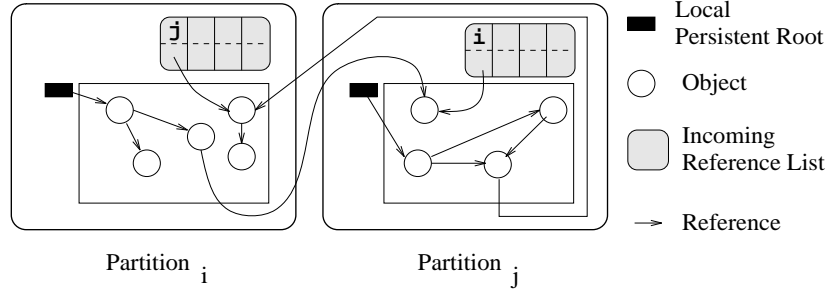 j
i
Local
Persistent Root
Object
Incoming
Reference List
Reference
Partition i
Partition j